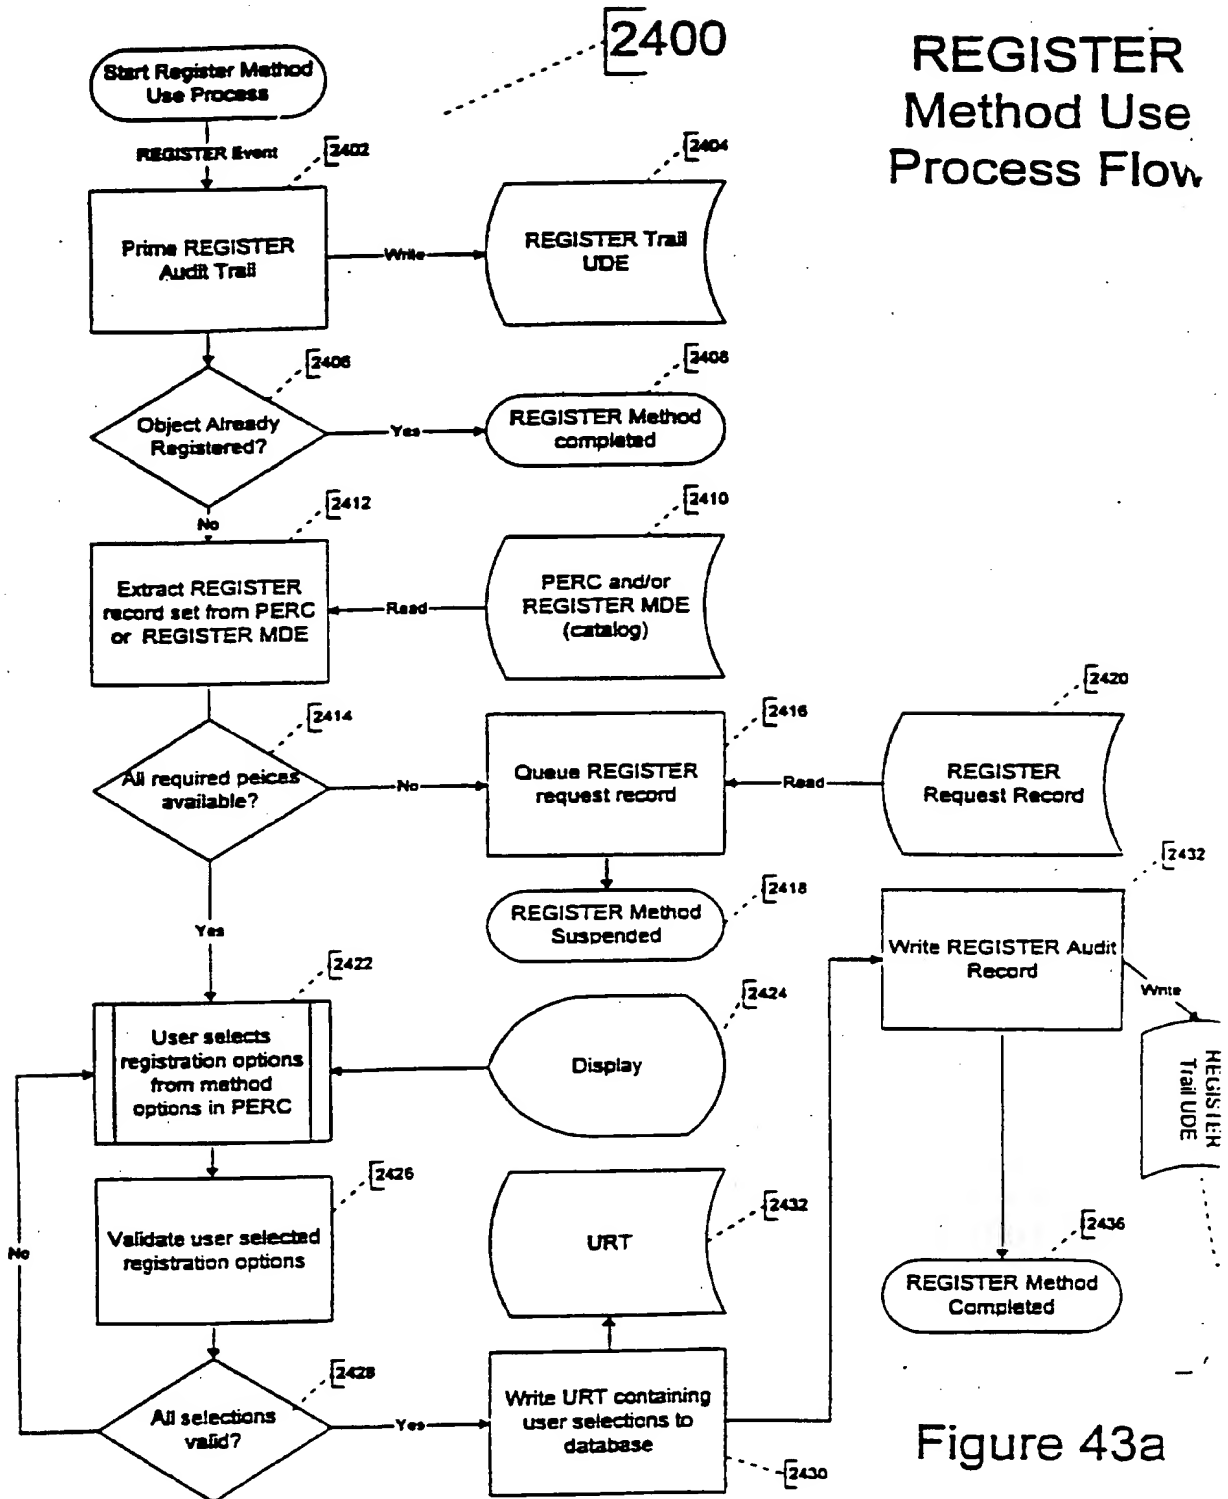 2400
REGISTER
Method Use
Process Flow
Start Register Method
Use Process
REGISTER Event
2402
Prime REGISTER
Audit Trail
Write
2404
REGISTER Trail
UDE
2406
Object Already
Registered?
Yes
2408
REGISTER Method
completed
No
2412
Extract REGISTER
record set from PERC
or REGISTER MDE
Read
2410
PERC and/or
REGISTER MDE
(catalog)
2414
All required peices
available?
No
2416
Queue REGISTER
request record
Read
2420
REGISTER
Request Record
2418
REGISTER Method
Suspended
Yes
2422
User selects
registration options
from method
options in PERC
2424
Display
2426
Validate user selected
registration options
No
2428
All selections
valid?
Yes
2430
Write URT containing
user selections to
database
2432
URT
2432
Write REGISTER Audit
Record
Write
REGISTER
Trail UDE
2436
REGISTER Method
Completed
Figure 43a